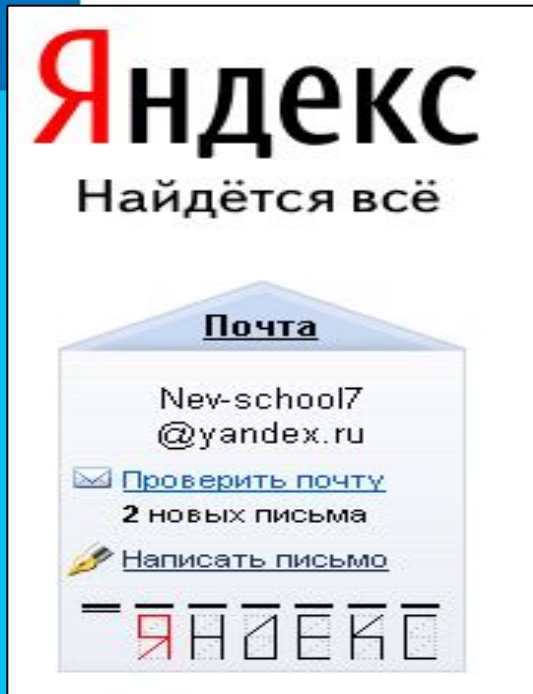 Яндекс
Найдётся всё
Почта
Nev-school7
@yandex.ru
Проверить почту
2 новых письма
Написать письмо
ЯНДЕКС